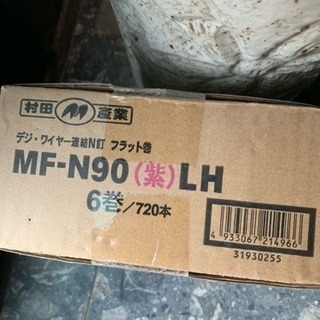 村田 産業
デジ・ワイヤー連結N釘 フラット巻
MF-N90(紫)LH
6巻/720本
4 933067 214966
31930255